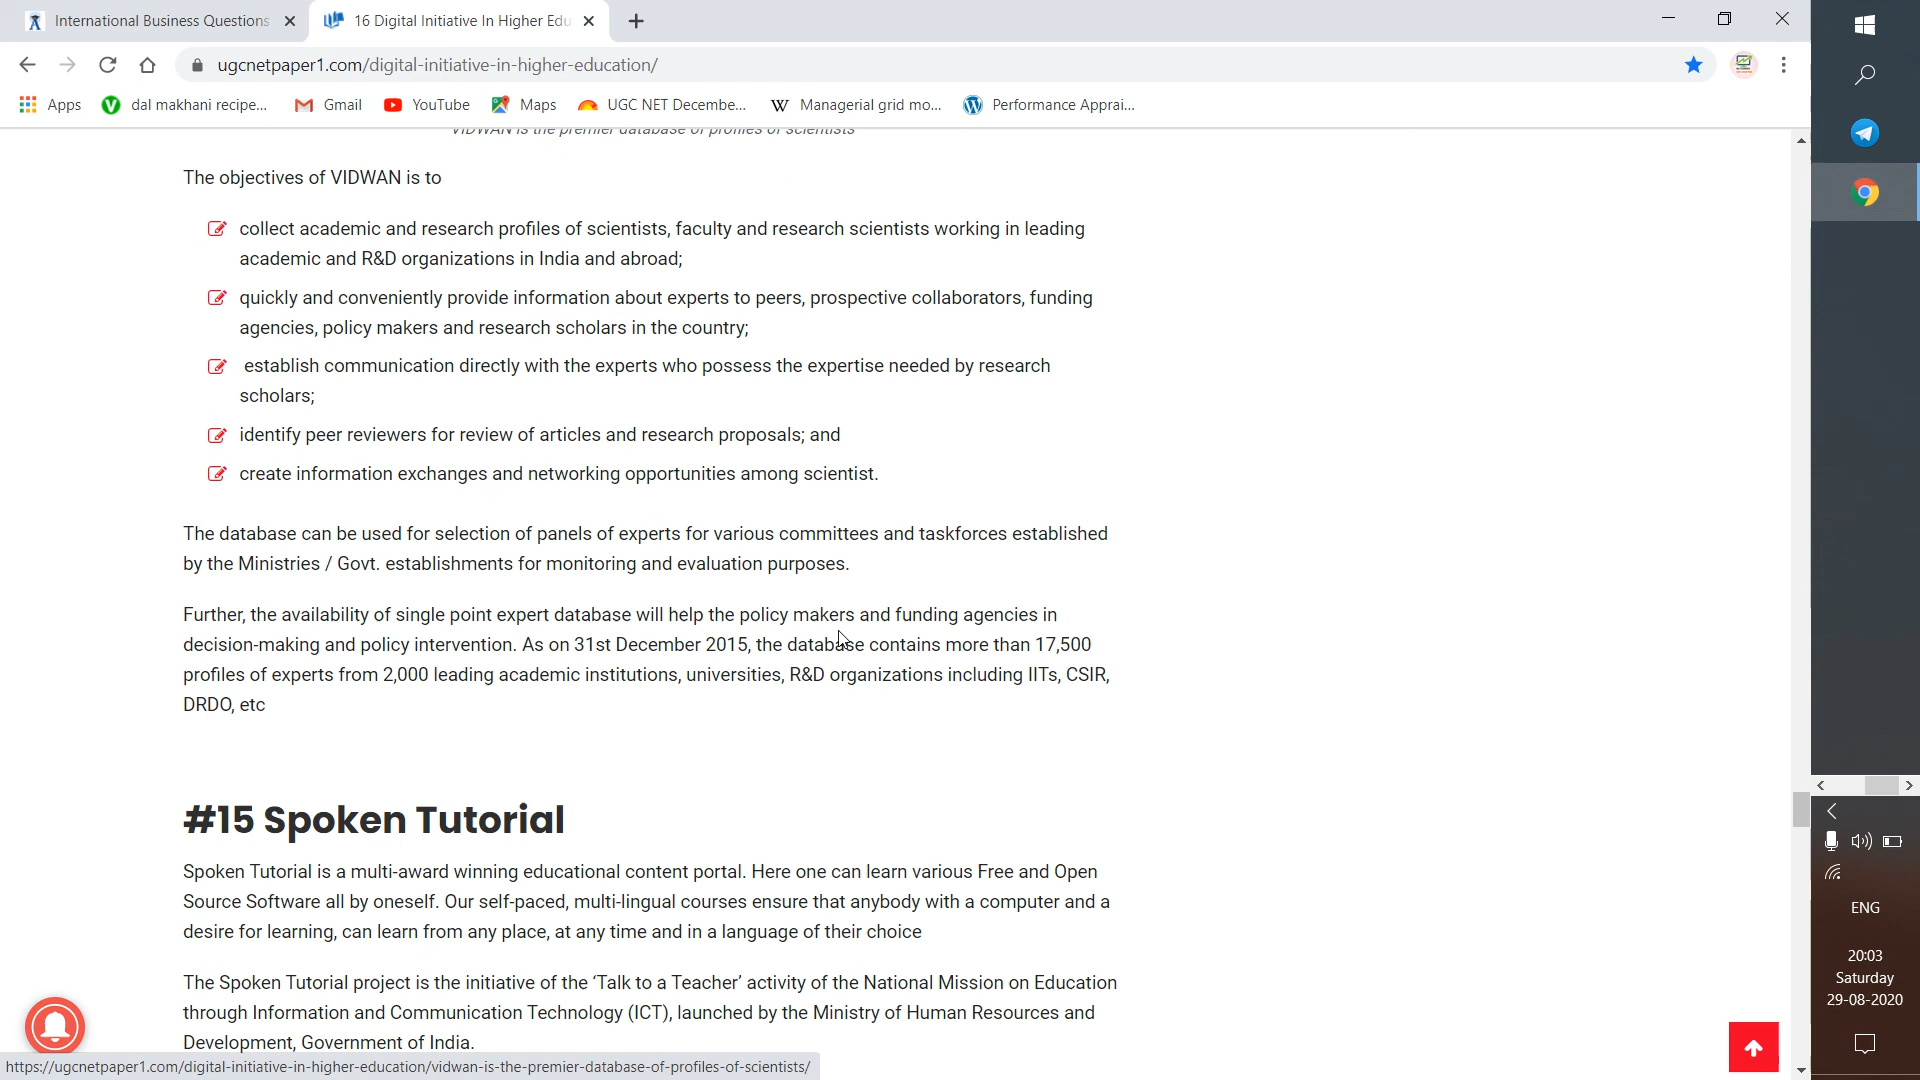 International Business Questions
16 Digital Initiative In Higher Edu
ugcnetpaper1.com/digital-initiative-in-higher-education/
Apps
dal makhani recipe...
Gmail
YouTube
Maps
UGC NET Decembe...
Managerial grid mo...
Performance Apprai...
VIDWAN is the premier database of profiles of scientists
The objectives of VIDWAN is to
collect academic and research profiles of scientists, faculty and research scientists working in leading
academic and R&D organizations in India and abroad;
quickly and conveniently provide information about experts to peers, prospective collaborators, funding
agencies, policy makers and research scholars in the country;
establish communication directly with the experts who possess the expertise needed by research
scholars;
identify peer reviewers for review of articles and research proposals; and
create information exchanges and networking opportunities among scientist.
The database can be used for selection of panels of experts for various committees and taskforces established
by the Ministries / Govt. establishments for monitoring and evaluation purposes.
Further, the availability of single point expert database will help the policy makers and funding agencies in
decision-making and policy intervention. As on 31st December 2015, the database contains more than 17,500
profiles of experts from 2,000 leading academic institutions, universities, R&D organizations including IITs, CSIR,
DRDO, etc
#15 Spoken Tutorial
Spoken Tutorial is a multi-award winning educational content portal. Here one can learn various Free and Open
Source Software all by oneself. Our self-paced, multi-lingual courses ensure that anybody with a computer and a
desire for learning, can learn from any place, at any time and in a language of their choice
The Spoken Tutorial project is the initiative of the ‘Talk to a Teacher’ activity of the National Mission on Education
through Information and Communication Technology (ICT), launched by the Ministry of Human Resources and
Development, Government of India.
https://ugcnetpaper1.com/digital-initiative-in-higher-education/vidwan-is-the-premier-database-of-profiles-of-scientists/
ENG
20:03
Saturday
29-08-2020